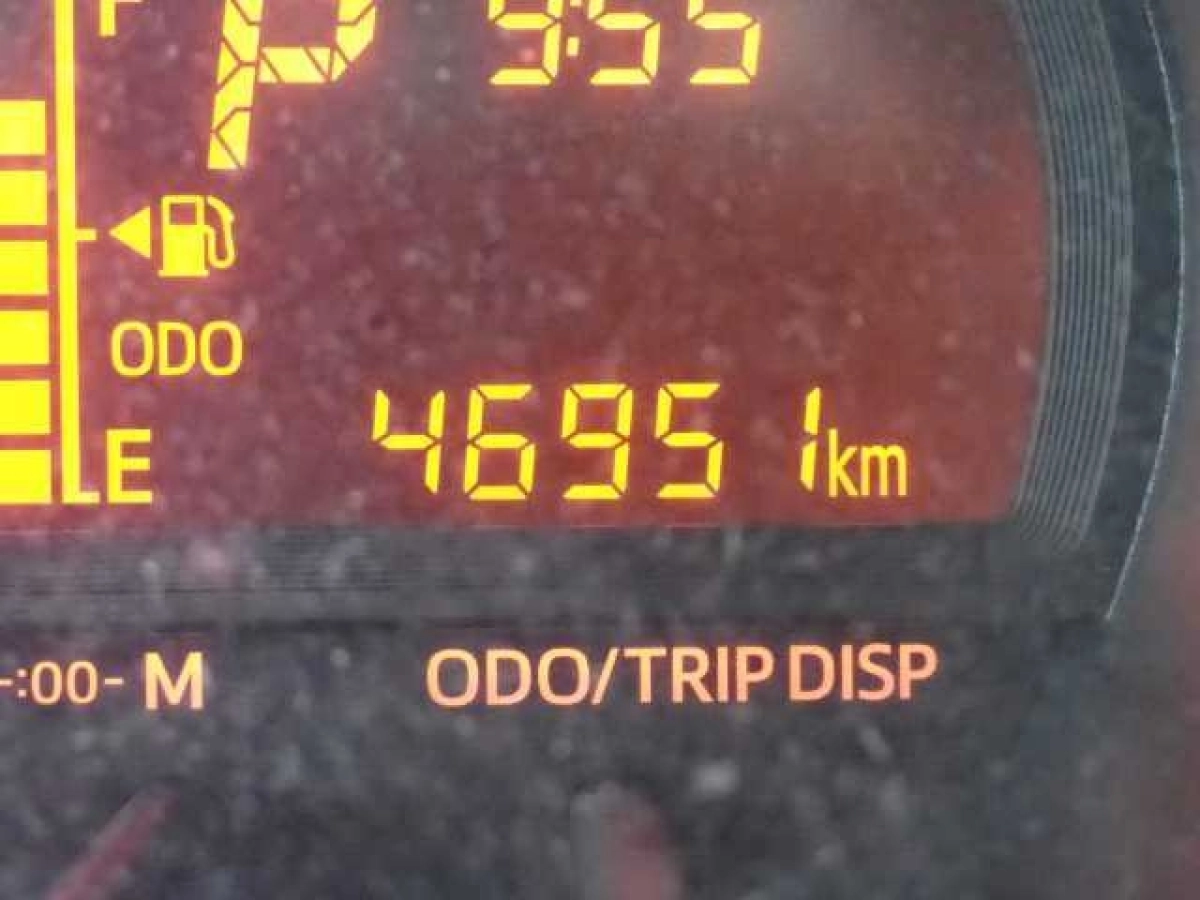 F P 9:55
ODO
E 46951km
-:00- M ODO/TRIP DISP